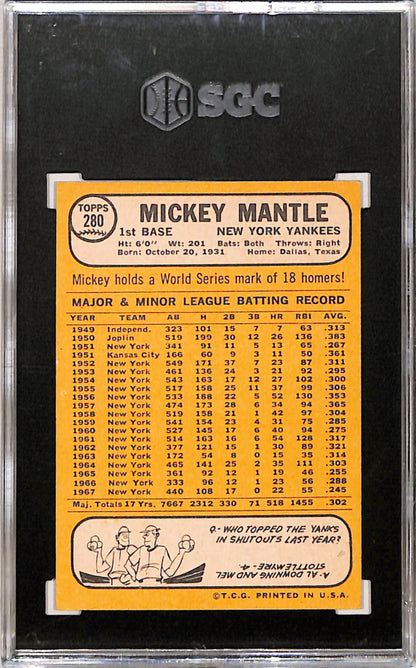 SGC
TOPPS
280
MICKEY MANTLE
1st BASE NEW YORK YANKEES
Ht: 6'0" Wt: 201 Bats: Both Throws: Right
Born: October 20, 1931 Home: Dallas, Texas
Mickey holds a World Series mark of 18 homers!
MAJOR & MINOR LEAGUE BATTING RECORD
YEAR TEAM AB H 2B 3B HR RBI AVG.
1949 Independ. 323 101 15 7 7 63 .313
1950 Joplin 519 199 30 12 26 136 .383
1951 New York 341 91 11 5 13 65 .267
1951 Kansas City 166 60 9 3 11 50 .361
1952 New York 549 171 37 7 23 87 .311
1953 New York 461 136 24 3 21 92 .295
1954 New York 543 163 17 12 27 102 .300
1955 New York 517 158 25 11 37 99 .306
1956 New York 533 188 22 5 52 130 .353
1957 New York 474 173 28 6 34 94 .365
1958 New York 519 158 21 1 42 97 .304
1959 New York 541 154 23 4 31 75 .285
1960 New York 527 145 17 6 40 94 .275
1961 New York 514 163 16 6 54 128 .317
1962 New York 377 121 15 1 30 89 .321
1963 New York 172 54 8 0 15 35 .314
1964 New York 465 141 25 2 35 111 .303
1965 New York 361 92 12 1 19 46 .255
1966 New York 333 96 12 1 23 56 .288
1967 New York 440 108 17 0 22 55 .245
Maj. Totals 17 Yrs. 7667 2312 330 71 518 1455 .302
Q.- WHO TOPPED THE YANKS
IN SHUTOUTS LAST YEAR?
A. AL DOWNING AND MEL
STOTTLEMYRE - 4.
©T.C.G. PRINTED IN U.S.A.